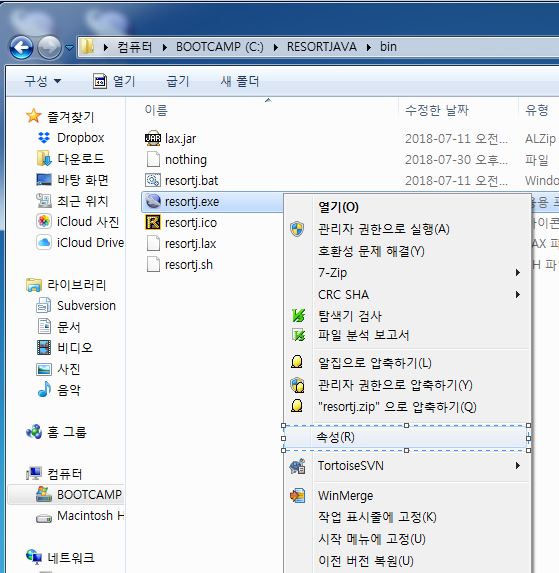 컴퓨터 BOOTCAMP (C:) RESORTJAVA bin
구성 열기 굽기 새 폴더
이름 수정한 날짜 유형
즐겨찾기
Dropbox
다운로드
바탕 화면
최근 위치
iCloud 사진
iCloud Drive
라이브러리
Subversion
문서
비디오
사진
음악
홈 그룹
컴퓨터
BOOTCAMP
Macintosh H
네트워크
lax.jar 2018-07-11 오전... ALZip
nothing 2018-07-30 오후... 파일
resortj.bat 2018-07-11 오전... Windo
resortj.exe
resortj.ico
resortj.lax
resortj.sh
열기(O)
관리자 권한으로 실행(A)
호환성 문제 해결(Y)
7-Zip
CRC SHA
탐색기 검사
파일 분석 보고서
알집으로 압축하기(L)
관리자 권한으로 압축하기(Y)
"resortj.zip" 으로 압축하기(Q)
속성(R)
TortoiseSVN
WinMerge
작업 표시줄에 고정(K)
시작 메뉴에 고정(U)
이전 버전 복원(U)